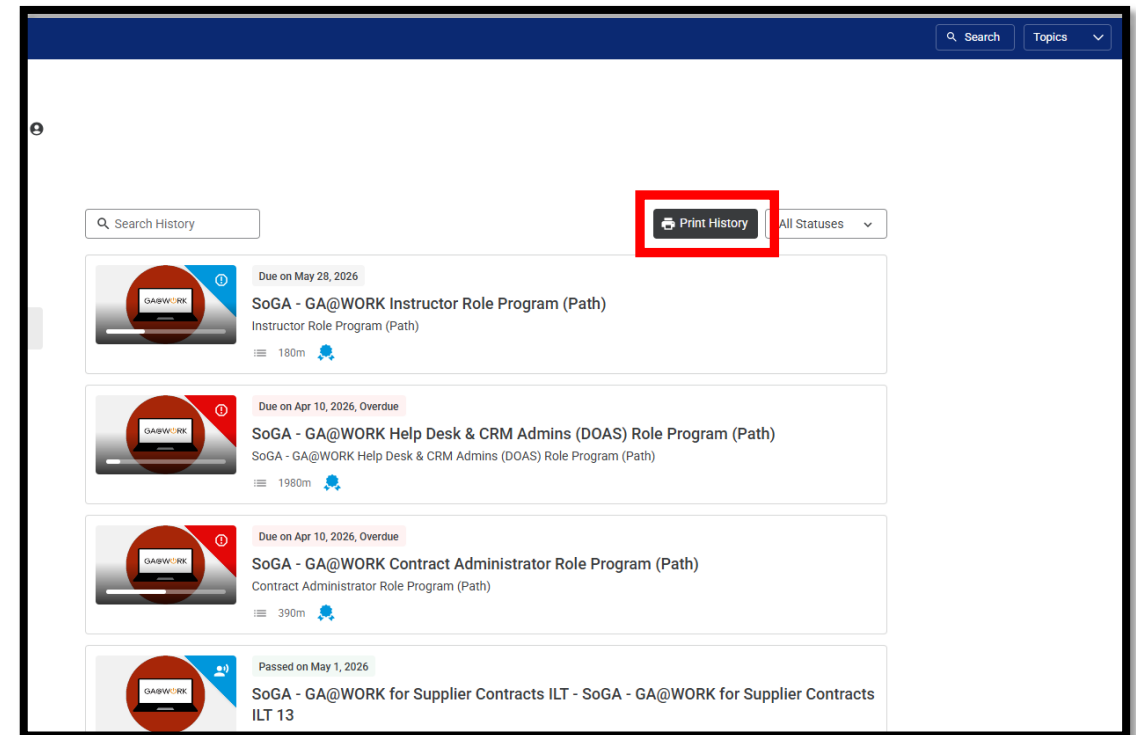 Search
Topics
Search History
Print History
All Statuses
GA@WORK
Due on May 28, 2026
SoGA - GA@WORK Instructor Role Program (Path)
Instructor Role Program (Path)
180m
GA@WORK
Due on Apr 10, 2026, Overdue
SoGA - GA@WORK Help Desk & CRM Admins (DOAS) Role Program (Path)
SoGA - GA@WORK Help Desk & CRM Admins (DOAS) Role Program (Path)
1980m
GA@WORK
Due on Apr 10, 2026, Overdue
SoGA - GA@WORK Contract Administrator Role Program (Path)
Contract Administrator Role Program (Path)
390m
GA@WORK
Passed on May 1, 2026
SoGA - GA@WORK for Supplier Contracts ILT - SoGA - GA@WORK for Supplier Contracts
ILT 13